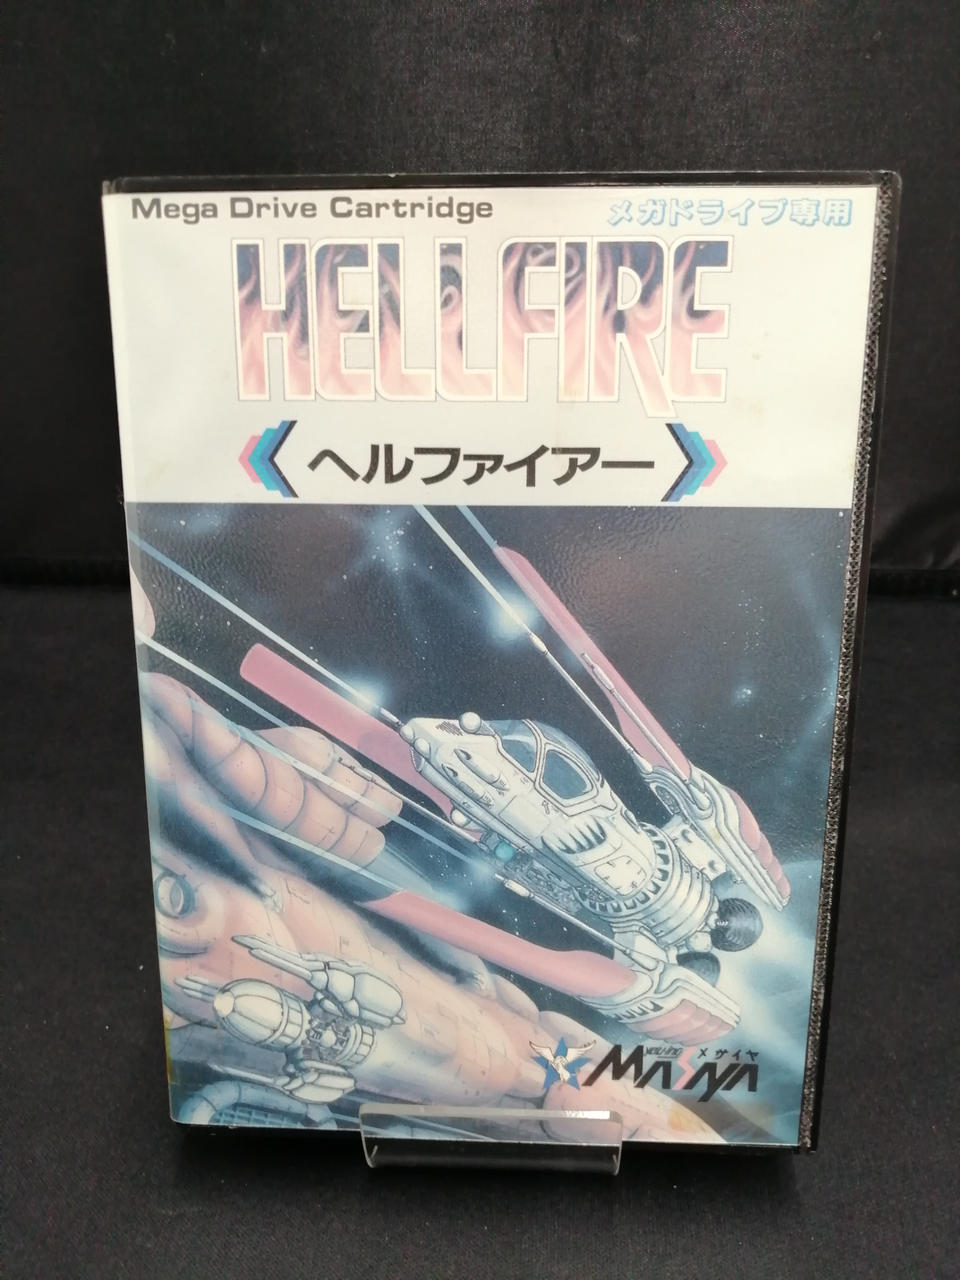 Mega Drive Cartridge
メガドライブ専用
HELLFIRE
ヘルファイアー
メサイヤ
MASAYA